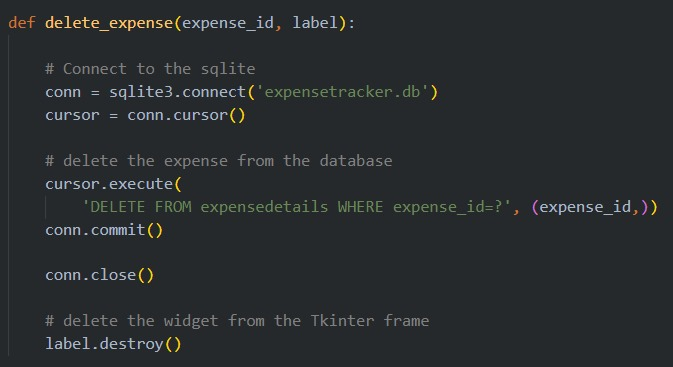 def delete_expense(expense_id, label):
# Connect to the sqlite
conn = sqlite3.connect('expensetracker.db')
cursor = conn.cursor()
# delete the expense from the database
cursor.execute(
'DELETE FROM expensedetails WHERE expense_id=?', (expense_id,))
conn.commit()
conn.close()
# delete the widget from the Tkinter frame
label.destroy()